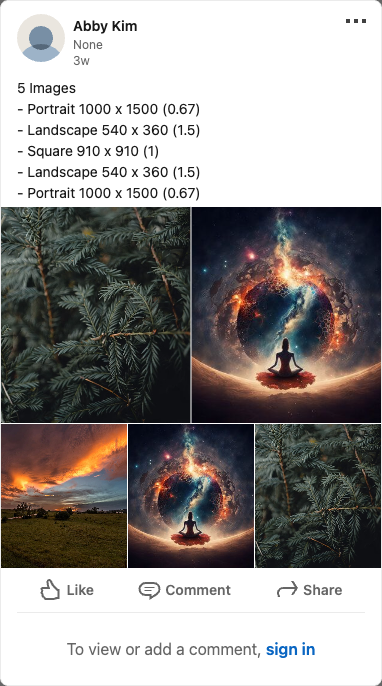 Abby Kim
None
3w
5 Images
- Portrait 1000 x 1500 (0.67)
- Landscape 540 x 360 (1.5)
- Square 910 x 910 (1)
- Landscape 540 x 360 (1.5)
- Portrait 1000 x 1500 (0.67)
Like Comment Share
To view or add a comment, sign in